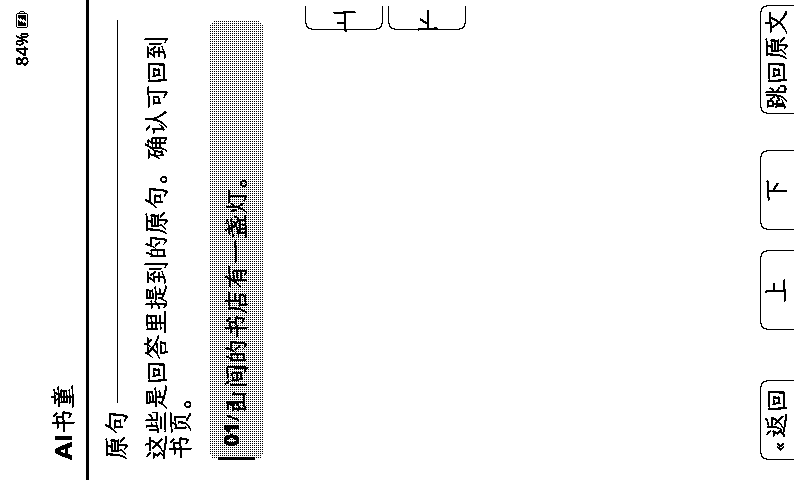 84%
AI书童
原句
这些是回答里提到的原句。确认可回到
书页。
01/
山间的书店有一盏灯。
上
下
«返回
上
下
跳回原文